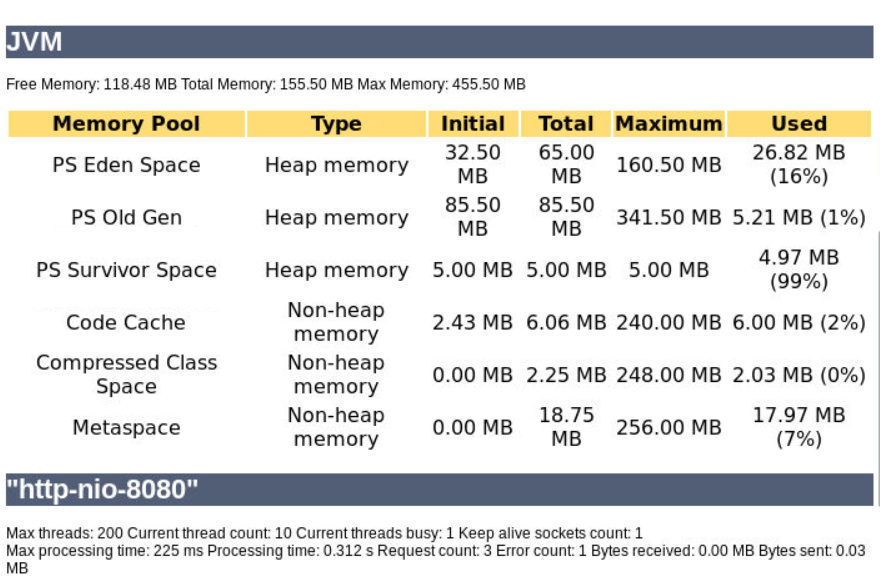 JVM
Free Memory: 118.48 MB Total Memory: 155.50 MB Max Memory: 455.50 MB
Memory Pool Type Initial Total Maximum Used
PS Eden Space Heap memory 32.50 MB 65.00 MB 160.50 MB 26.82 MB (16%)
PS Old Gen Heap memory 85.50 MB 85.50 MB 341.50 MB 5.21 MB (1%)
PS Survivor Space Heap memory 5.00 MB 5.00 MB 5.00 MB 4.97 MB (99%)
Code Cache Non-heap memory 2.43 MB 6.06 MB 240.00 MB 6.00 MB (2%)
Compressed Class Space Non-heap memory 0.00 MB 2.25 MB 248.00 MB 2.03 MB (0%)
Metaspace Non-heap memory 0.00 MB 18.75 MB 256.00 MB 17.97 MB (7%)
"http-nio-8080"
Max threads: 200 Current thread count: 10 Current threads busy: 1 Keep alive sockets count: 1
Max processing time: 225 ms Processing time: 0.312 s Request count: 3 Error count: 1 Bytes received: 0.00 MB Bytes sent: 0.03
MB